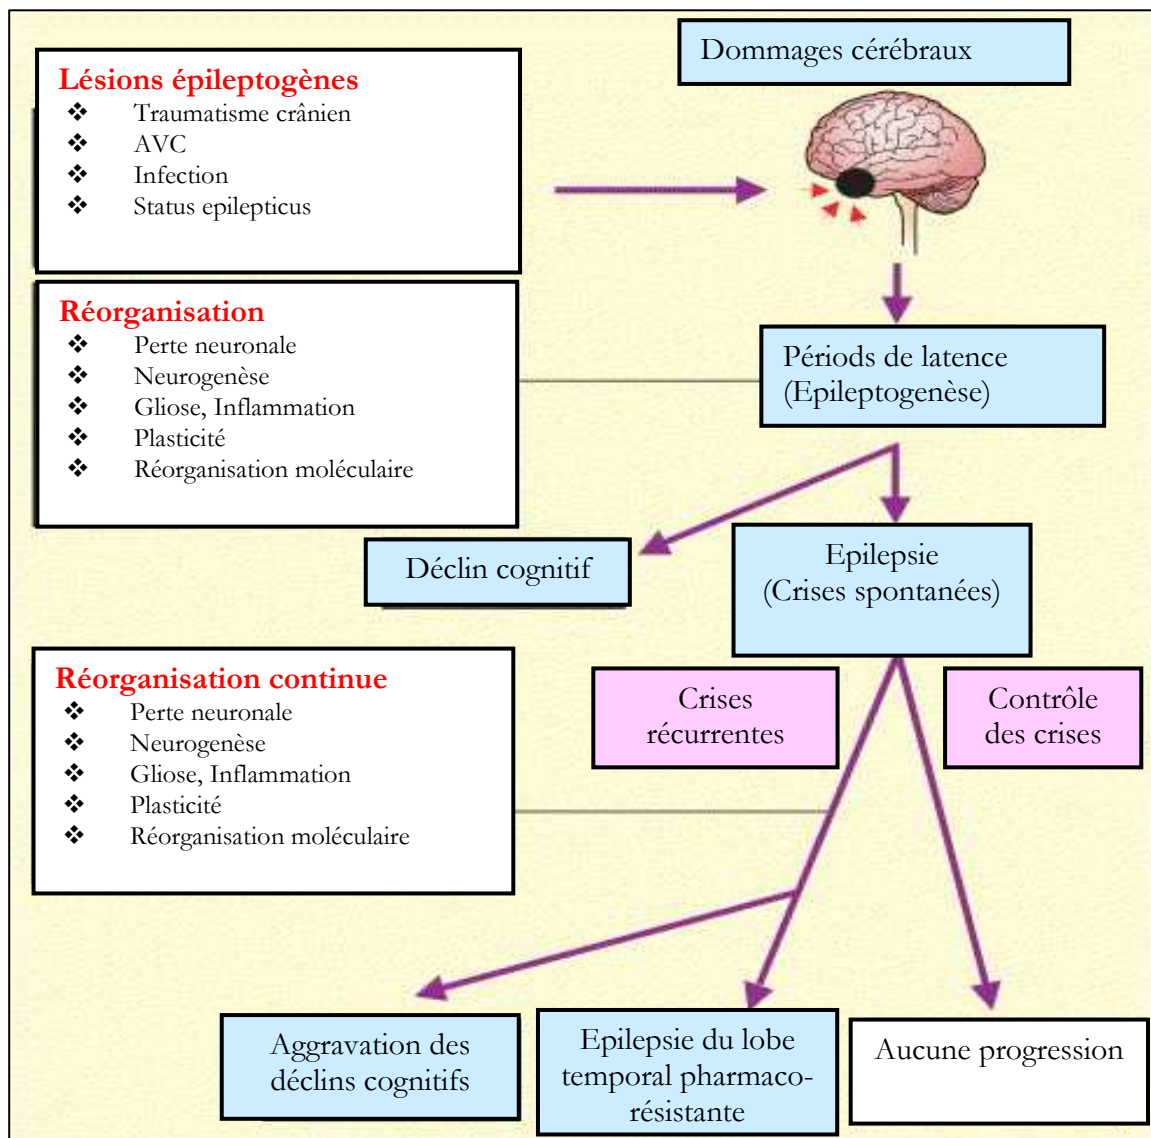 Dommages cérébraux
Lésions épileptogènes
❖ Traumatisme crânien
❖ AVC
❖ Infection
❖ Status epilepticus
Réorganisation
❖ Perte neuronale
❖ Neurogenèse
❖ Gliose, Inflammation
❖ Plasticité
❖ Réorganisation moléculaire
Périods de latence
(Epileptogenèse)
Déclin cognitif
Epilepsie
(Crises spontanées)
Réorganisation continue
❖ Perte neuronale
❖ Neurogenèse
❖ Gliose, Inflammation
❖ Plasticité
❖ Réorganisation moléculaire
Crises
récurrentes
Contrôle
des crises
Aggravation des
déclins cognitifs
Epilepsie du lobe
temporal pharmaco-
résistante
Aucune progression